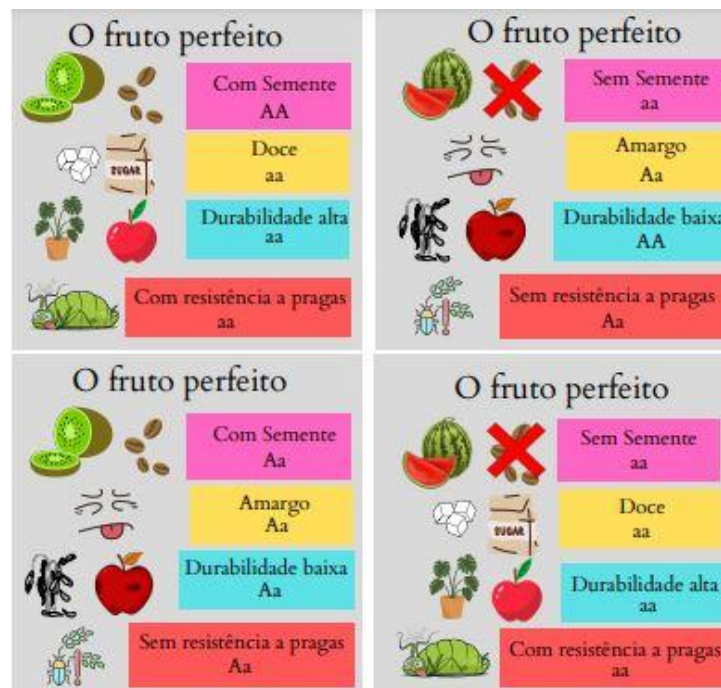 O fruto perfeito
Com Semente
AA
SUGAR
Doce
aa
Durabilidade alta
aa
Com resistência a pragas
aa
O fruto perfeito
Sem Semente
aa
Amargo
Aa
Durabilidade baixa
AA
Sem resistência a pragas
Aa
O fruto perfeito
Com Semente
Aa
Amargo
Aa
Durabilidade baixa
Aa
Sem resistência a pragas
Aa
O fruto perfeito
Sem Semente
aa
SUGAR
Doce
aa
Durabilidade alta
aa
Com resistência a pragas
aa